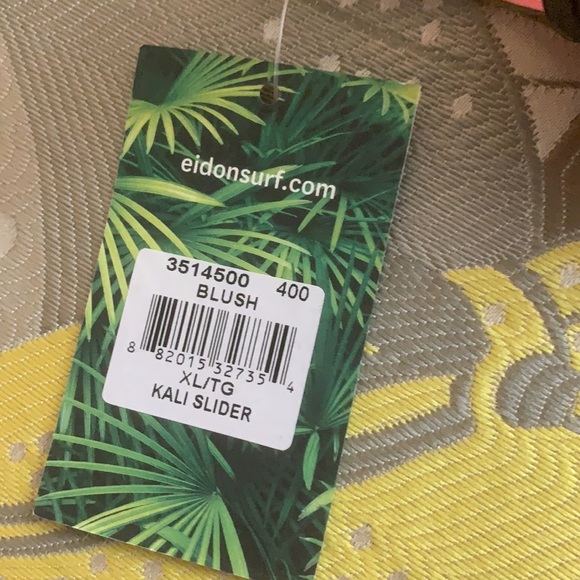 eidonsurf.com
3514500 400
BLUSH
8 82015 32735 4
XL/TG
KALI SLIDER